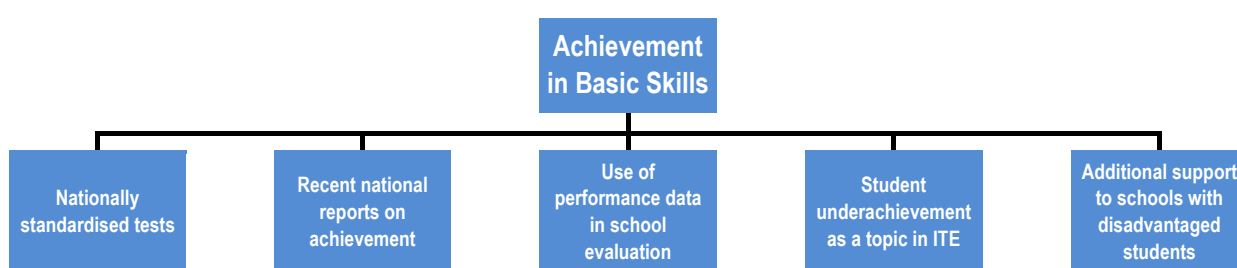 Achievement
in Basic Skills
Nationally
standardised tests
Recent national
reports on
achievement
Use of
performance data
in school
evaluation
Student
underachievement
as a topic in ITE
Additional support
to schools with
disadvantaged
students